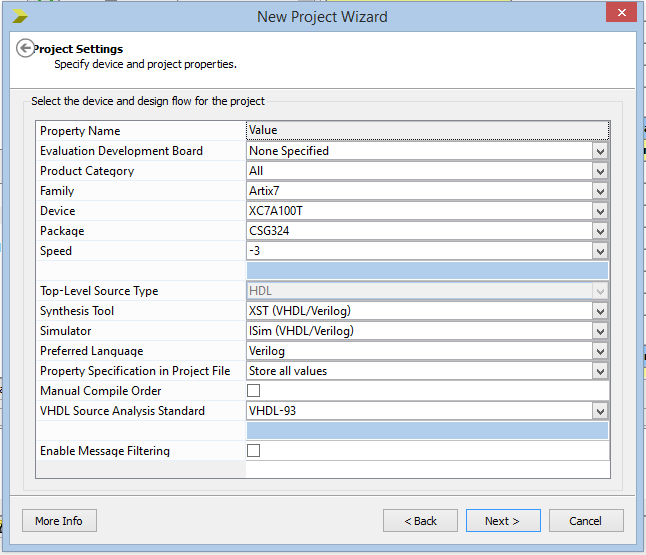 New Project Wizard
Project Settings
Specify device and project properties.
Select the device and design flow for the project
Property Name Value
Evaluation Development Board None Specified
Product Category All
Family Artix7
Device XC7A100T
Package CSG324
Speed -3
Top-Level Source Type HDL
Synthesis Tool XST (VHDL/Verilog)
Simulator ISim (VHDL/Verilog)
Preferred Language Verilog
Property Specification in Project File Store all values
Manual Compile Order
VHDL Source Analysis Standard VHDL-93
Enable Message Filtering
More Info < Back Next > Cancel